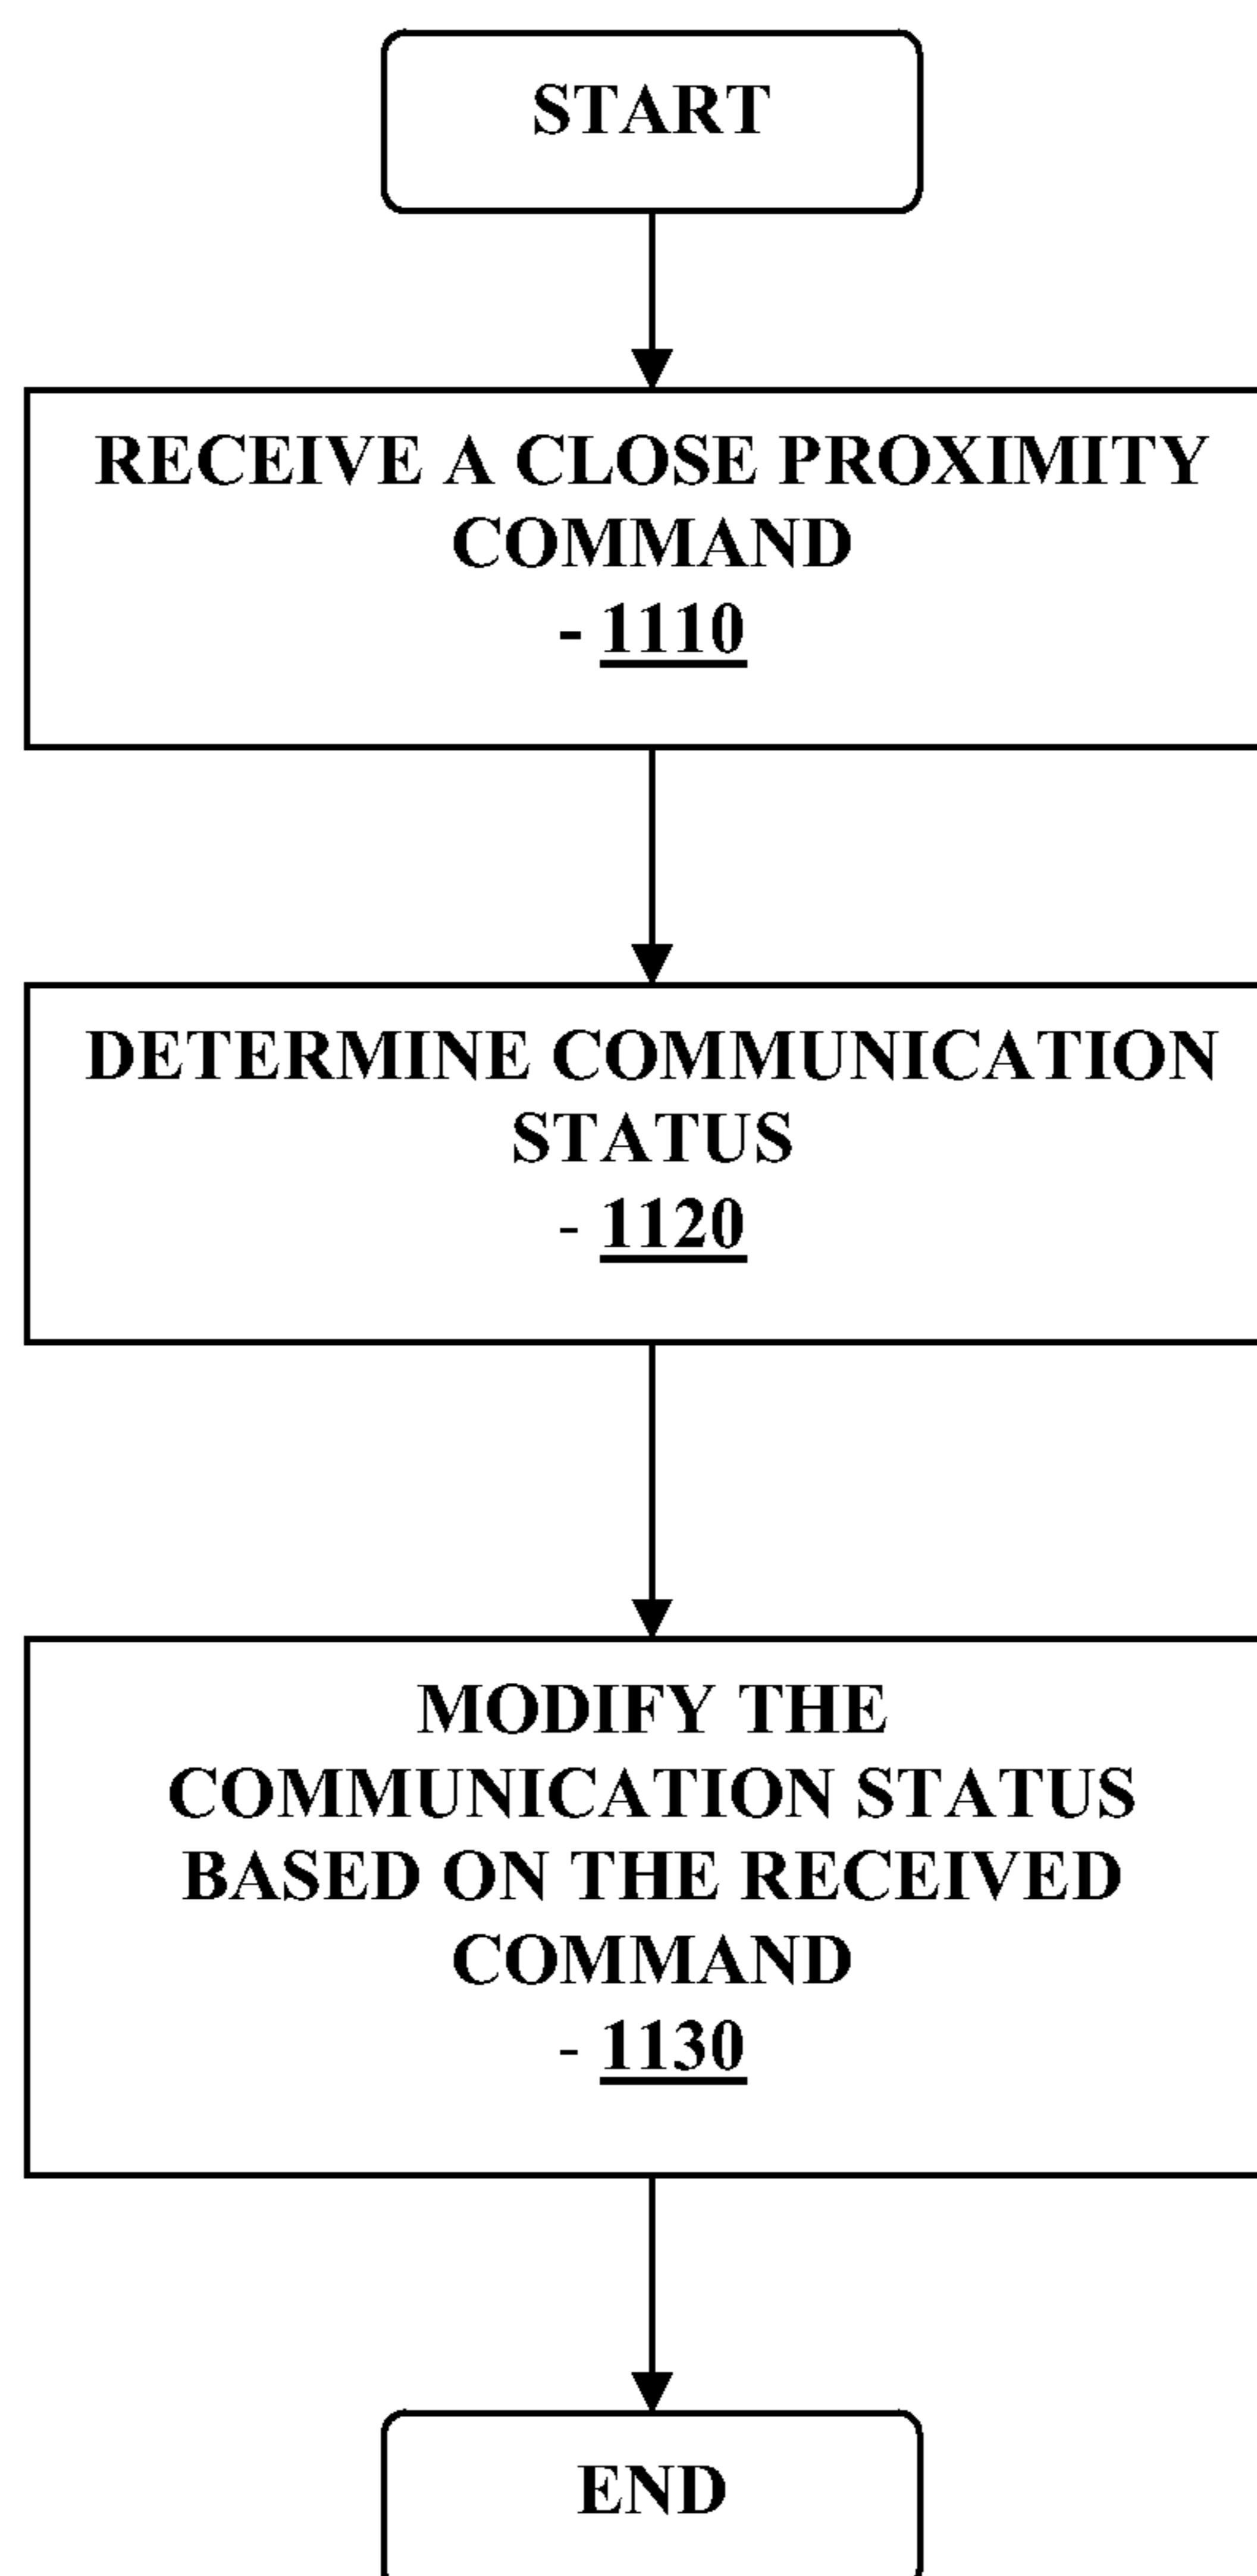 START
RECEIVE A CLOSE PROXIMITY
COMMAND
- 1110
DETERMINE COMMUNICATION
STATUS
- 1120
MODIFY THE
COMMUNICATION STATUS
BASED ON THE RECEIVED
COMMAND
- 1130
END